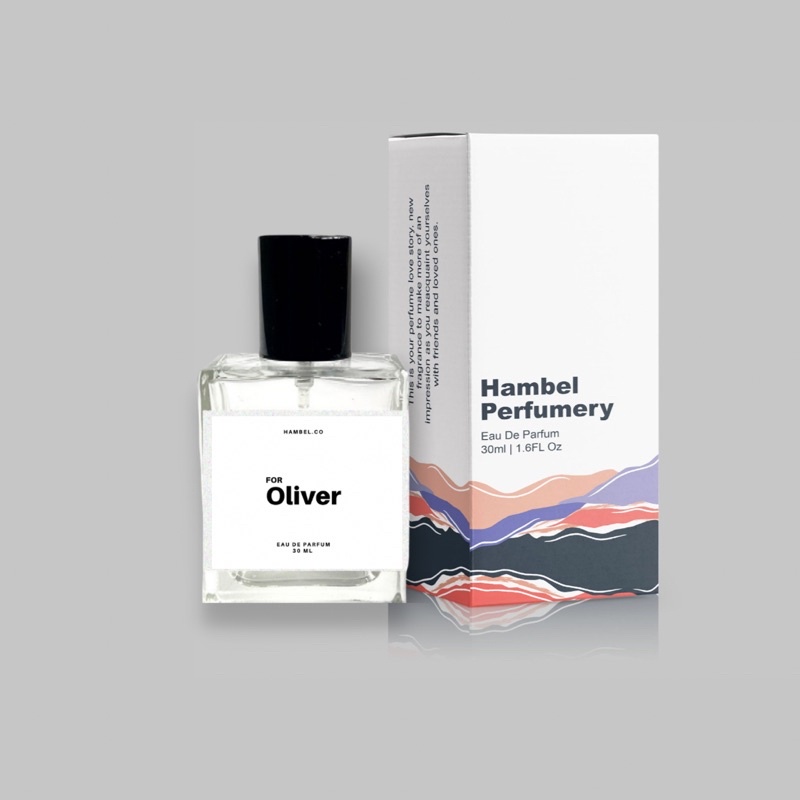 HAMBEL.CO
FOR
Oliver
EAU DE PARFUM
30 ML
This is your perfume love story. new
fragrance to make more of an
impression as you reacquaint yourselves
with friends and loved ones.
Hambel
Perfumery
Eau De Parfum
30ml | 1.6FL Oz